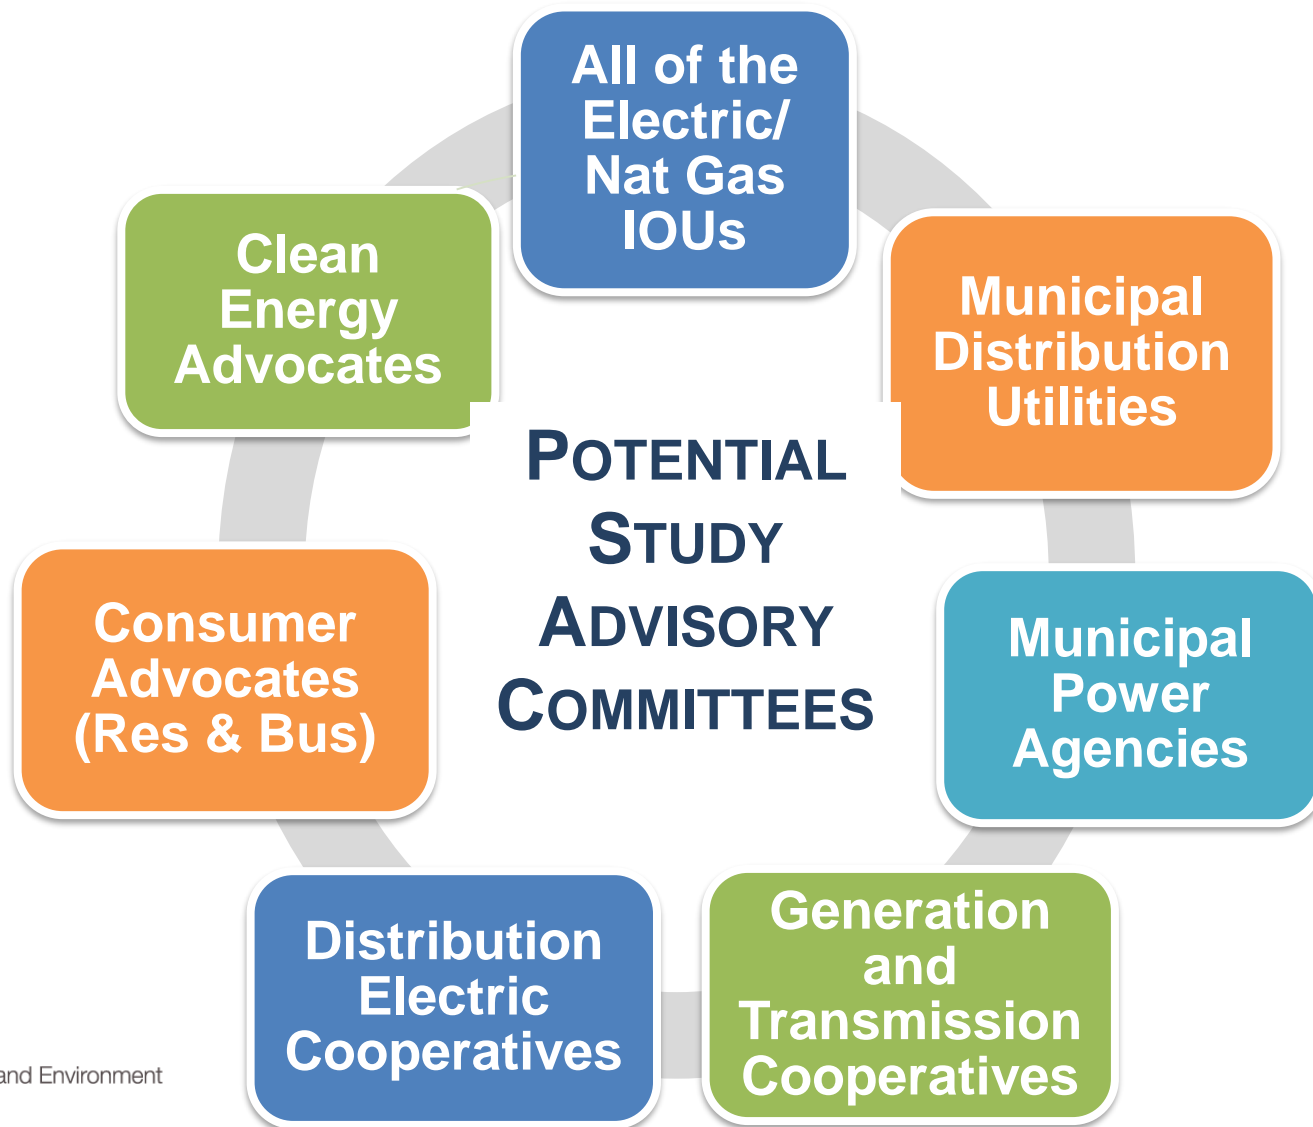 All of the
Electric/
Nat Gas
IOUs
Clean
Energy
Advocates
Municipal
Distribution
Utilities
POTENTIAL
STUDY
ADVISORY
COMMITTEES
Consumer
Advocates
(Res & Bus)
Municipal
Power
Agencies
Distribution
Electric
Cooperatives
Generation
and
Transmission
Cooperatives
and Environment